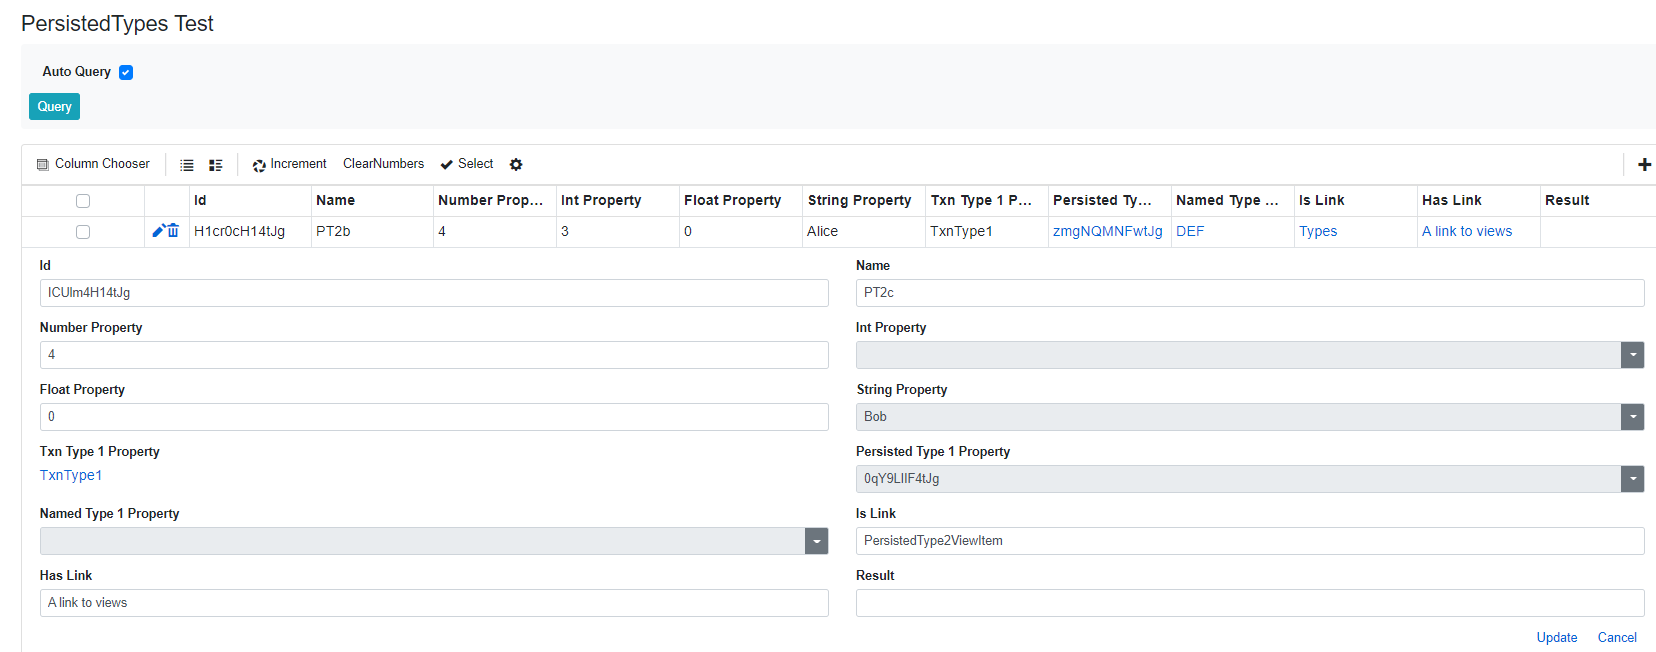 PersistedTypes Test
Auto Query
Query
Column Chooser Increment ClearNumbers Select
Id Name Number Prop... Int Property Float Property String Property Txn Type 1 P... Persisted Ty... Named Type ... Is Link Has Link Result
H1cr0cH14tJg PT2b 4 3 0 Alice TxnType1 zmgNQMNFwtJg DEF Types A link to views
Id Name
ICUlm4H14tJg PT2c
Number Property Int Property
4
Float Property String Property
0 Bob
Txn Type 1 Property Persisted Type 1 Property
TxnType1 0qY9LlIF4tJg
Named Type 1 Property Is Link
PersistedType2ViewItem
Has Link Result
A link to views
Update Cancel